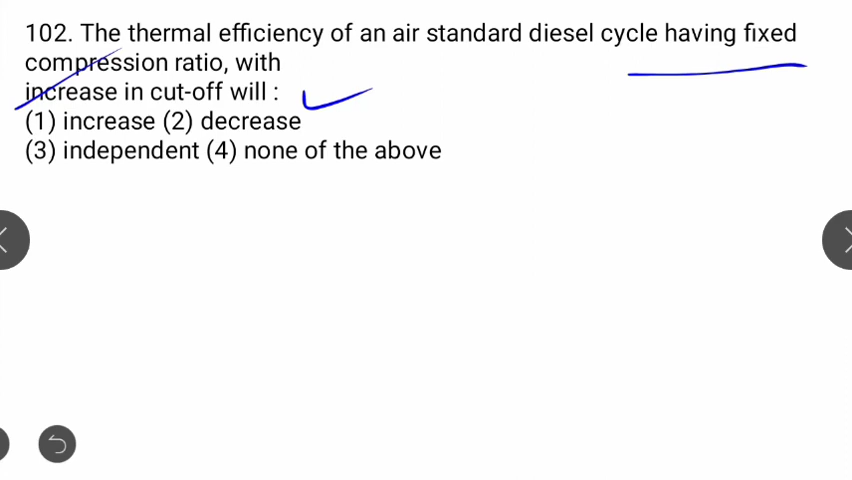 102. The thermal efficiency of an air standard diesel cycle having fixed
compression ratio, with
increase in cut-off will :
(1) increase (2) decrease
(3) independent (4) none of the above